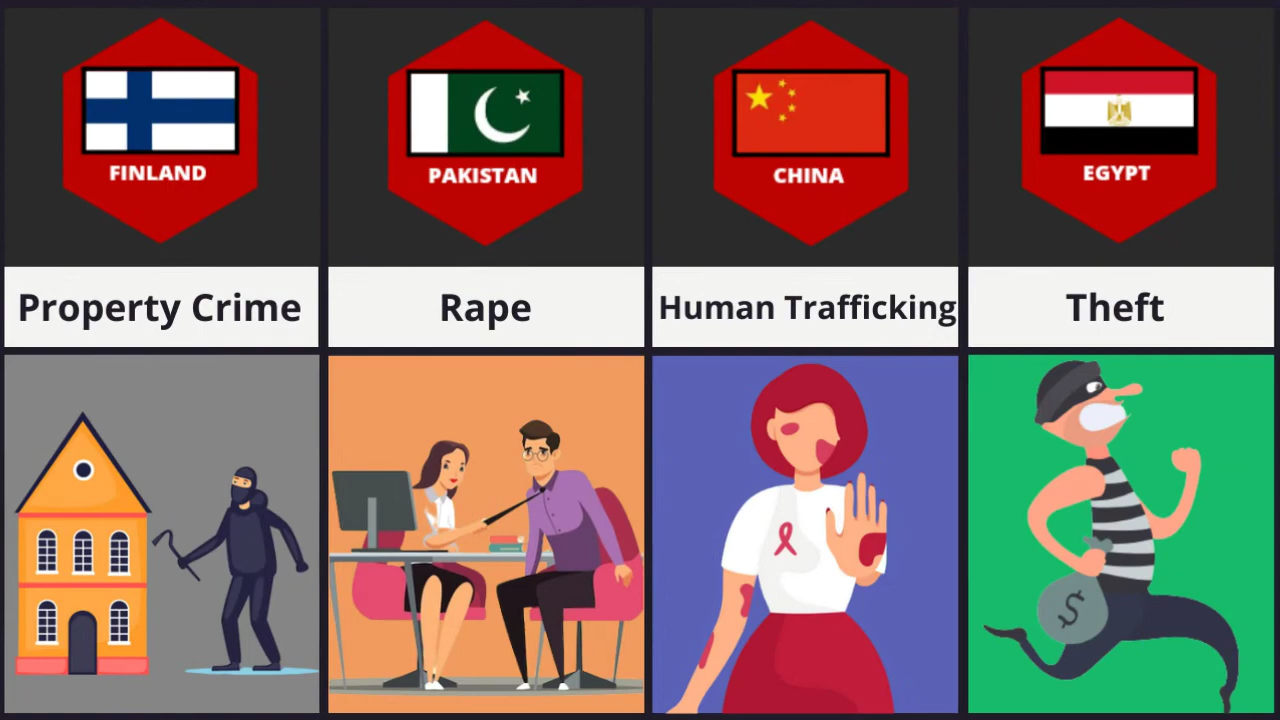 FINLAND
PAKISTAN
CHINA
EGYPT
Property Crime
Rape
Human Trafficking
Theft
$